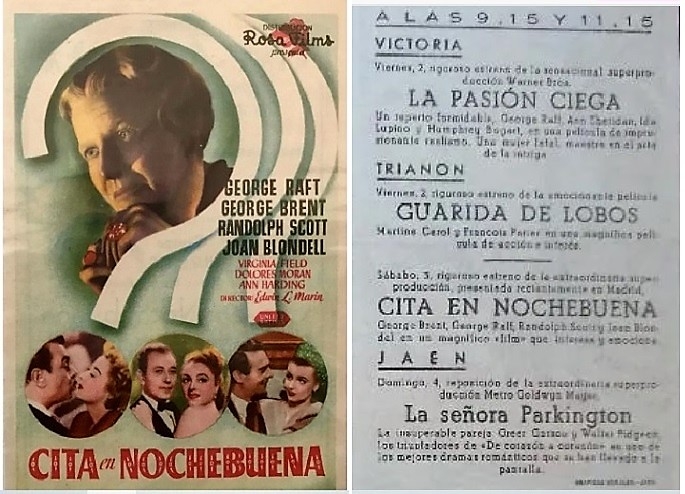 DISTRIBUCION
Rosa Films
presenta
GEORGE RAFT
GEORGE BRENT
RANDOLPH SCOTT
JOAN BLONDELL
VIRGINIA FIELD
DOLORES MORAN
ANN HARDING
DIRECTOR: Edwin L. Marin
CITA en NOCHEBUENA
A LAS 9,15 Y 11,15
VICTORIA
Viernes, 2, riguroso estreno de la sensacional superpro-
ducción Warner Bros.
LA PASIÓN CIEGA
Un reparto formidable, George Raft, Ann Sheridan, Ida
Lupino y Humphrey Bogart, en una película de impre-
sionante realismo. Una mujer fatal, maestra en el arte
de la intriga
TRIANON
Viernes, 2, riguroso estreno de la emocionante película
GUARIDA DE LOBOS
Martine Carol y Francois Perier en una magnífica pelí-
cula de acción e interés.
Sábado, 3, riguroso estreno de la extraordinaria super-
producción, presentada recientemente en Madrid,
CITA EN NOCHEBUENA
George Brent, George Raft, Randolph Scott y Joan Blon-
dell en un magnífico «film» que interesa y emociona
JAÉN
Domingo, 4, reposición de la extraordinaria superpro-
ducción Metro Goldwyn Mayer,
La señora Parkington
La insuperable pareja Greer Garson y Walter Pidgeon,
los triunfadores de «De corazón a corazón» en uno de
los mejores dramas románticos que se han llevado a la
pantalla.